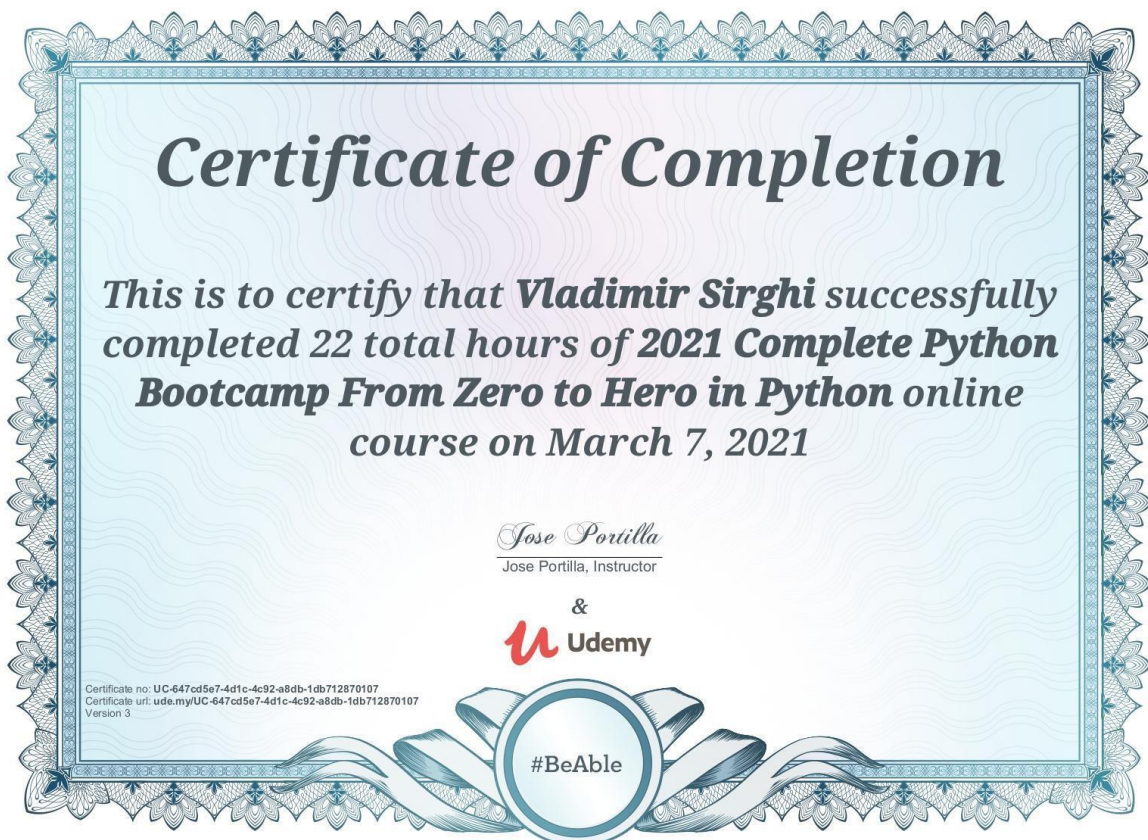 Certificate of Completion
This is to certify that Vladimir Sirghi successfully
completed 22 total hours of 2021 Complete Python
Bootcamp From Zero to Hero in Python online
course on March 7, 2021
Jose Portilla
Jose Portilla, Instructor
&
Udemy
Certificate no: UC-647cd5e7-4d1c-4c92-a8db-1db712870107
Certificate url: ude.my/UC-647cd5e7-4d1c-4c92-a8db-1db712870107
Version 3
#BeAble